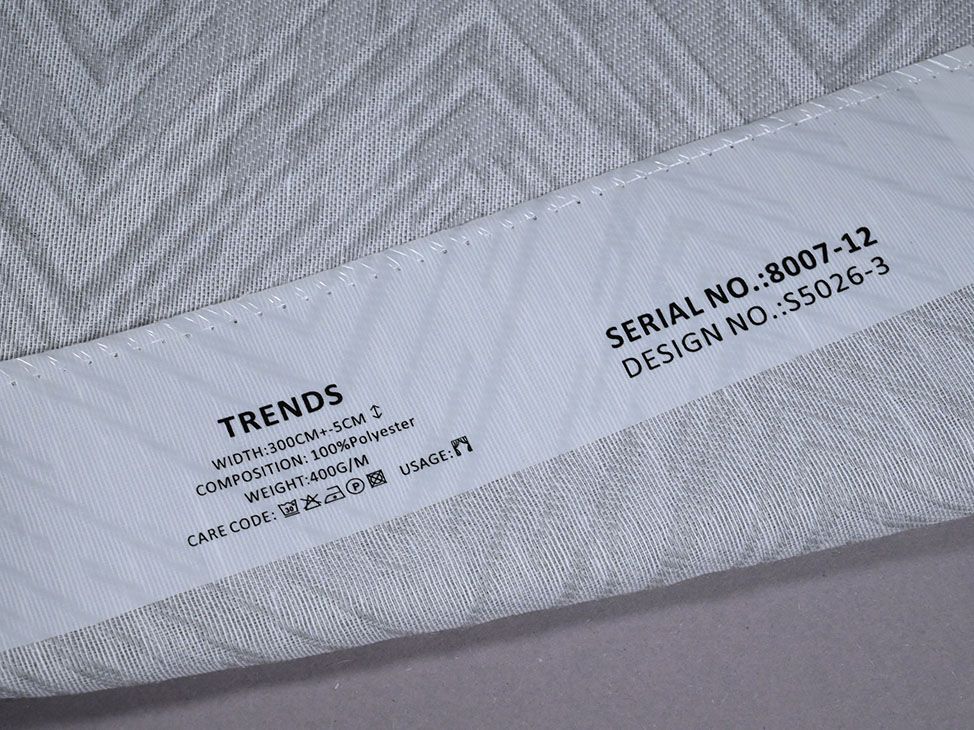 TRENDS
WIDTH:300CM+-5CM
COMPOSITION: 100%Polyester
WEIGHT:400G/M
CARE CODE: 30 P USAGE:
SERIAL NO.:8007-12
DESIGN NO.:S5026-3